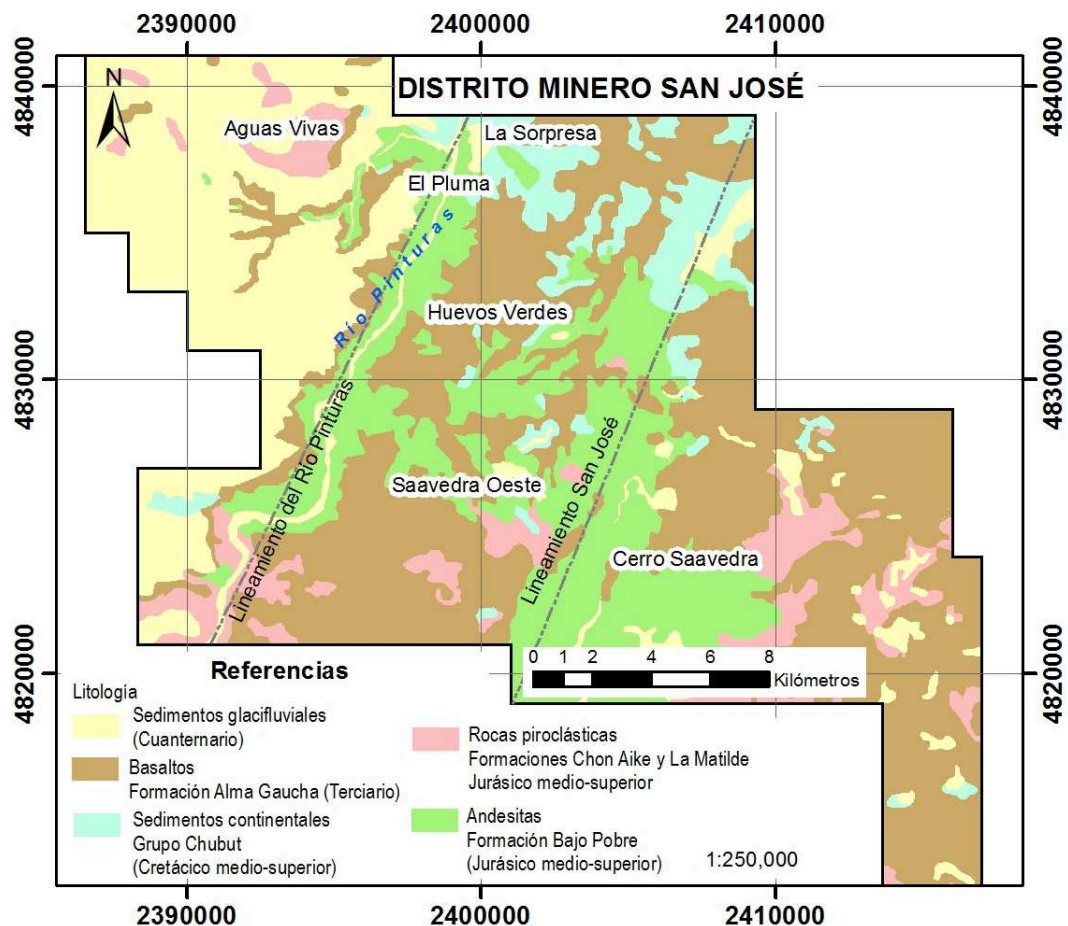 2390000 2400000 2410000
4840000 4840000
N
DISTRITO MINERO SAN JOSÉ
Aguas Vivas
La Sorpresa
El Pluma
Río Pinturas
Huevos Verdes
4830000 4830000
Lineamiento del Río Pinturas
Saavedra Oeste
Lineamiento San José
Cerro Saavedra
4820000 4820000
0 1 2 4 6 8
Kilómetros
Referencias
Litología
Sedimentos glacifluviales
(Cuanternario)
Basaltos
Formación Alma Gaucha (Terciario)
Sedimentos continentales
Grupo Chubut
(Cretácico medio-superior)
Rocas piroclásticas
Formaciones Chon Aike y La Matilde
Jurásico medio-superior
Andesitas
Formación Bajo Pobre
(Jurásico medio-superior)
1:250,000
2390000 2400000 2410000